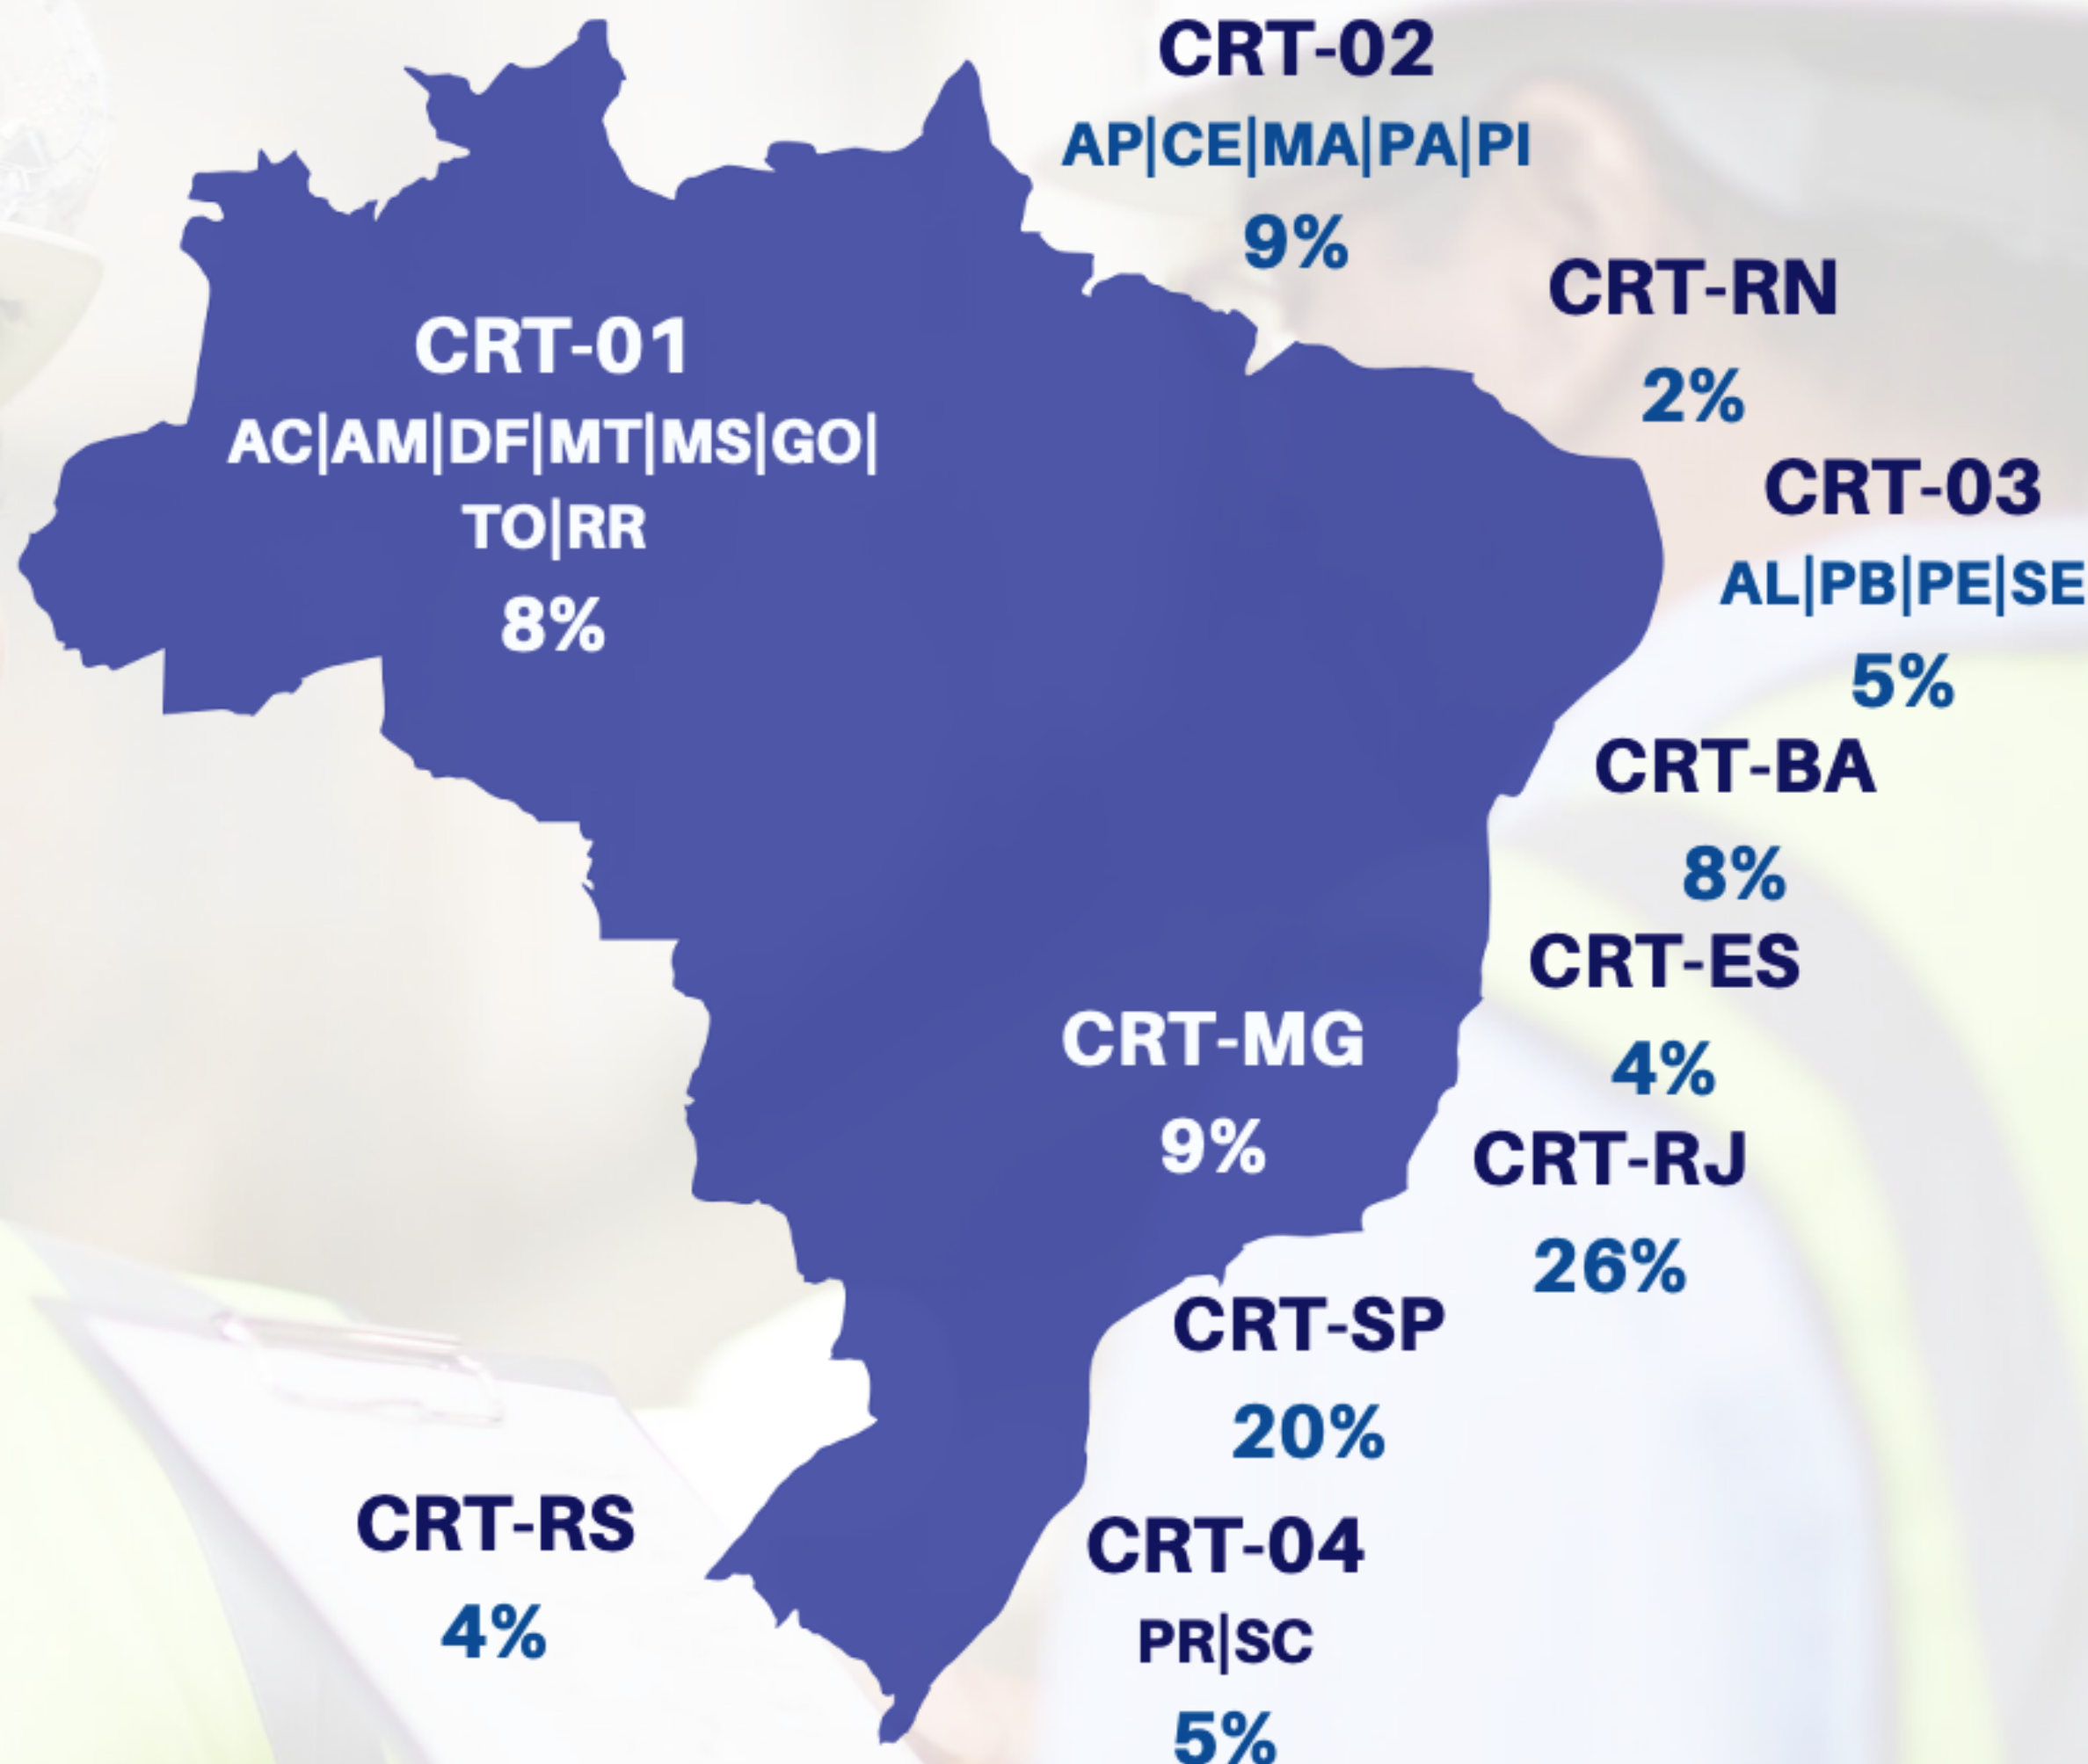 CRT-02
AP|CE|MA|PA|PI
9%
CRT-RN
2%
CRT-01
AC|AM|DF|MT|MS|GO|
TO|RR
8%
CRT-03
AL|PB|PE|SE
5%
CRT-BA
8%
CRT-ES
4%
CRT-MG
9%
CRT-RJ
26%
CRT-SP
20%
CRT-RS
4%
CRT-04
PR|SC
5%